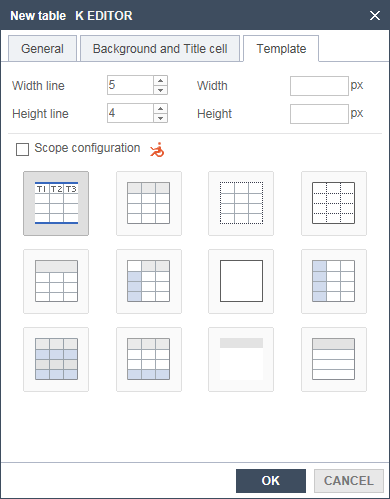 New table K EDITOR
General Background and Title cell Template
Width line 5 Width px
Height line 4 Height px
Scope configuration
T1 T2 T3
OK CANCEL